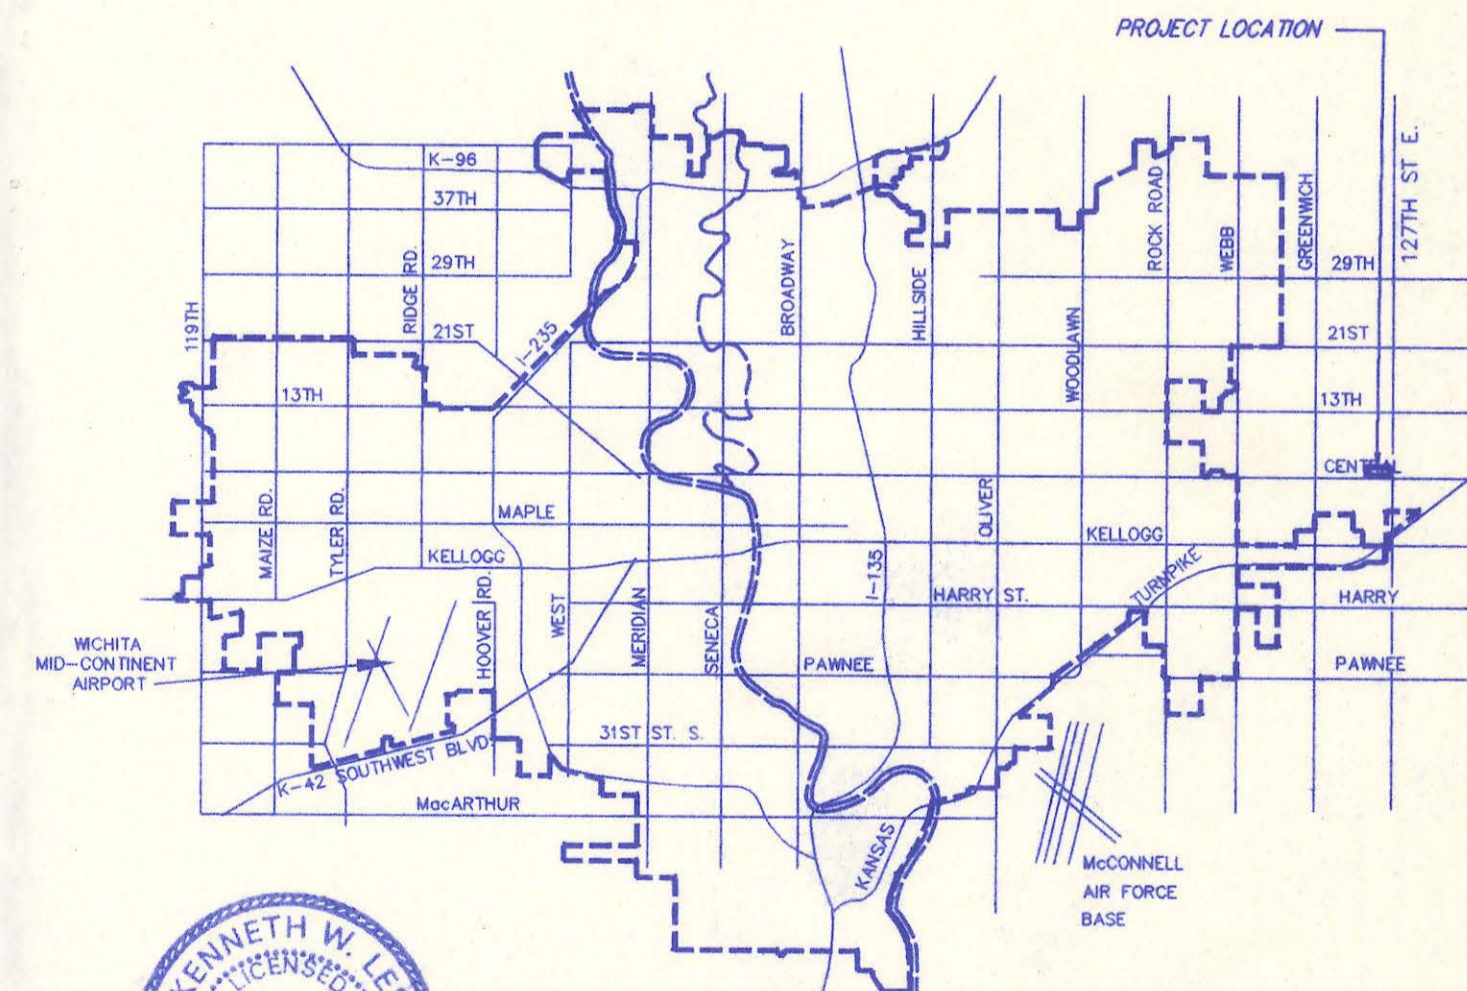 PROJECT LOCATION
K-96
37TH
29TH
21ST
13TH
119TH
RIDGE RD.
I-235
BROADWAY
HILLSIDE
WOODLAWN
ROCK ROAD
WEBB
GREENWICH
127TH ST E.
29TH
21ST
13TH
MAIZE RD.
TYLER RD.
MAPLE
KELLOGG
HOOVER RD.
WEST
MERIDIAN
SENECA
I-135
OLIVER
KELLOGG
HARRY ST.
TURNPIKE
HARRY
PAWNEE
PAWNEE
WICHITA
MID-CONTINENT
AIRPORT
31ST ST. S.
K-42 SOUTHWEST BLVD
MacARTHUR
KANSAS
McCONNELL
AIR FORCE
BASE
KENNETH W.
LICENSED